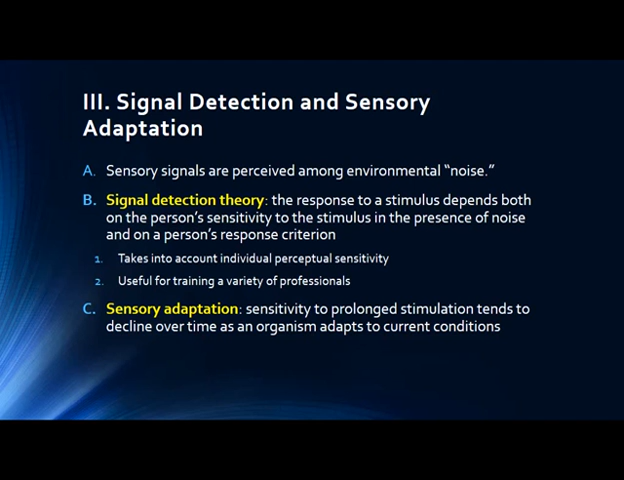 III. Signal Detection and Sensory
Adaptation
A. Sensory signals are perceived among environmental “noise.”
B. Signal detection theory: the response to a stimulus depends both
on the person’s sensitivity to the stimulus in the presence of noise
and on a person’s response criterion
1. Takes into account individual perceptual sensitivity
2. Useful for training a variety of professionals
C. Sensory adaptation: sensitivity to prolonged stimulation tends to
decline over time as an organism adapts to current conditions